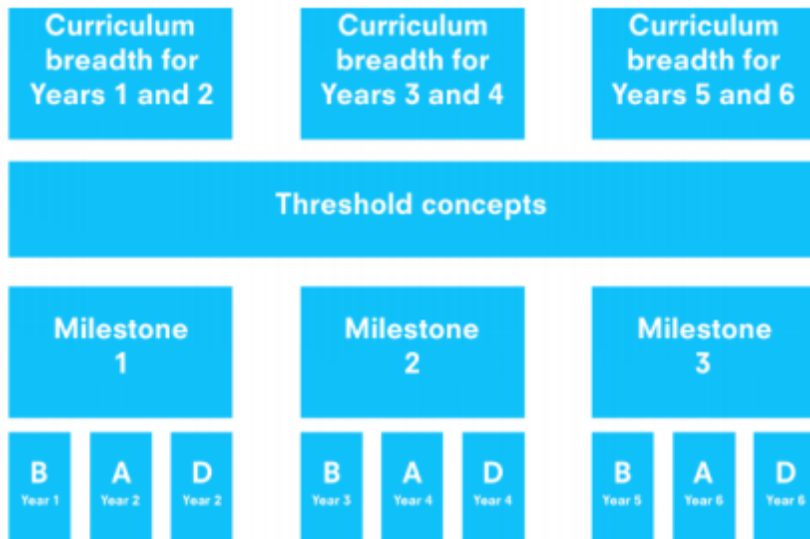 Curriculum
breadth for
Years 1 and 2
Curriculum
breadth for
Years 3 and 4
Curriculum
breadth for
Years 5 and 6
Threshold concepts
Milestone
1
Milestone
2
Milestone
3
B
Year 1
A
Year 2
D
Year 2
B
Year 3
A
Year 4
D
Year 4
B
Year 5
A
Year 6
D
Year 6